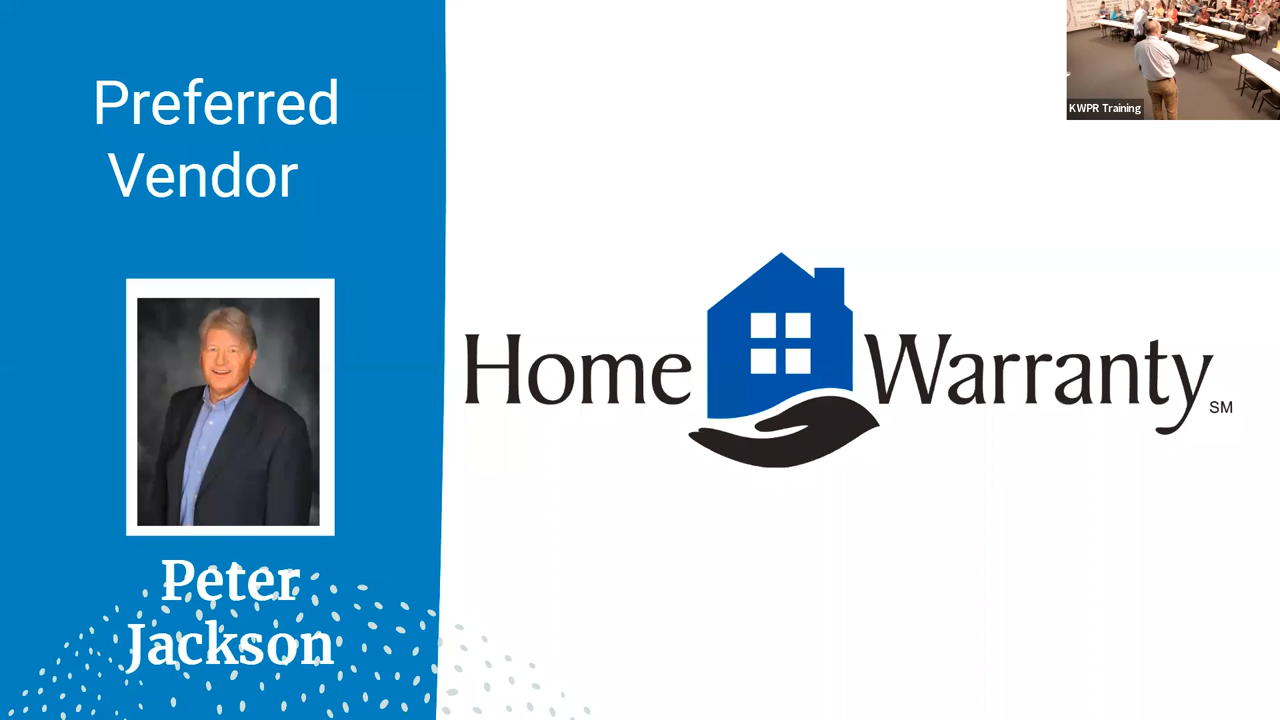 Preferred
Vendor
Peter
Jackson
Home Warranty SM
KWPR Training